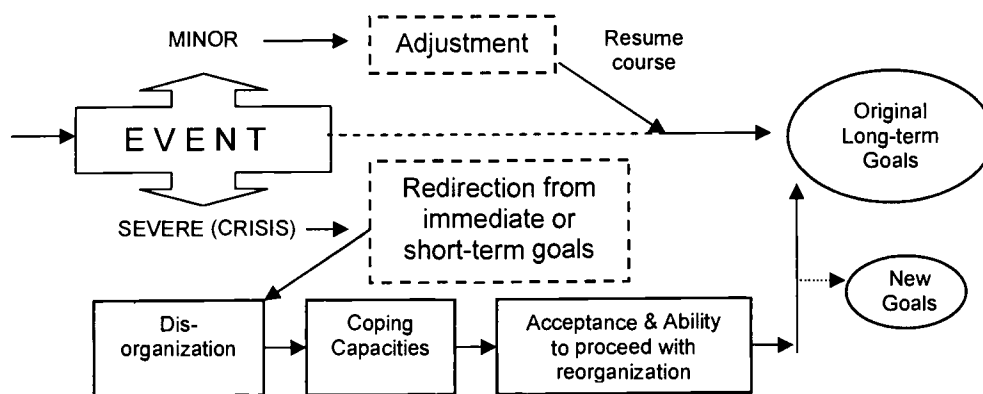 MINOR
Adjustment
Resume
course
EVENT
Original
Long-term
Goals
SEVERE (CRISIS)
Redirection from
immediate or
short-term goals
New
Goals
Dis-
organization
Coping
Capacities
Acceptance & Ability
to proceed with
reorganization